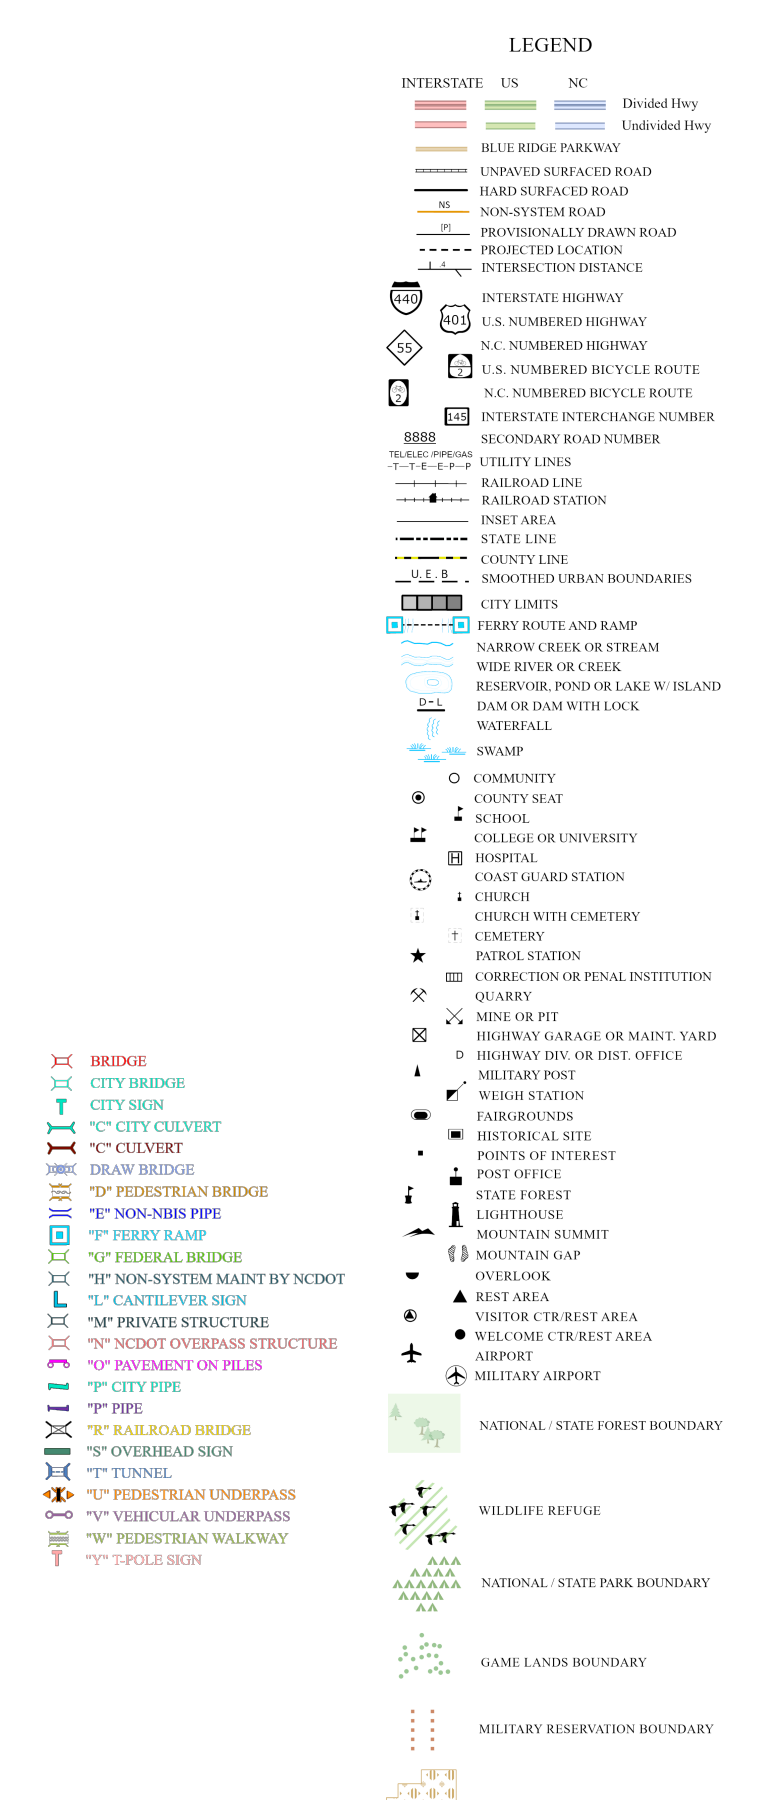 LEGEND
INTERSTATE US NC
Divided Hwy
Undivided Hwy
BLUE RIDGE PARKWAY
UNPAVED SURFACED ROAD
HARD SURFACED ROAD
NS NON-SYSTEM ROAD
[P] PROVISIONALLY DRAWN ROAD
PROJECTED LOCATION
.4 INTERSECTION DISTANCE
440 INTERSTATE HIGHWAY
401 U.S. NUMBERED HIGHWAY
55 N.C. NUMBERED HIGHWAY
2 U.S. NUMBERED BICYCLE ROUTE
2 N.C. NUMBERED BICYCLE ROUTE
145 INTERSTATE INTERCHANGE NUMBER
8888 SECONDARY ROAD NUMBER
TEL/ELEC /PIPE/GAS
-T--T-E--E-P--P UTILITY LINES
RAILROAD LINE
RAILROAD STATION
INSET AREA
STATE LINE
COUNTY LINE
U. E. B SMOOTHED URBAN BOUNDARIES
CITY LIMITS
FERRY ROUTE AND RAMP
NARROW CREEK OR STREAM
WIDE RIVER OR CREEK
RESERVOIR, POND OR LAKE W/ ISLAND
D-L DAM OR DAM WITH LOCK
WATERFALL
SWAMP
COMMUNITY
COUNTY SEAT
SCHOOL
COLLEGE OR UNIVERSITY
H HOSPITAL
COAST GUARD STATION
CHURCH
CHURCH WITH CEMETERY
CEMETERY
PATROL STATION
CORRECTION OR PENAL INSTITUTION
QUARRY
MINE OR PIT
HIGHWAY GARAGE OR MAINT. YARD
D HIGHWAY DIV. OR DIST. OFFICE
MILITARY POST
WEIGH STATION
FAIRGROUNDS
HISTORICAL SITE
POINTS OF INTEREST
POST OFFICE
STATE FOREST
LIGHTHOUSE
MOUNTAIN SUMMIT
MOUNTAIN GAP
OVERLOOK
REST AREA
VISITOR CTR/REST AREA
WELCOME CTR/REST AREA
AIRPORT
MILITARY AIRPORT
NATIONAL / STATE FOREST BOUNDARY
WILDLIFE REFUGE
NATIONAL / STATE PARK BOUNDARY
GAME LANDS BOUNDARY
MILITARY RESERVATION BOUNDARY
BRIDGE
CITY BRIDGE
CITY SIGN
"C" CITY CULVERT
"C" CULVERT
DRAW BRIDGE
"D" PEDESTRIAN BRIDGE
"E" NON-NBIS PIPE
"F" FERRY RAMP
"G" FEDERAL BRIDGE
"H" NON-SYSTEM MAINT BY NCDOT
"L" CANTILEVER SIGN
"M" PRIVATE STRUCTURE
"N" NCDOT OVERPASS STRUCTURE
"O" PAVEMENT ON PILES
"P" CITY PIPE
"P" PIPE
"R" RAILROAD BRIDGE
"S" OVERHEAD SIGN
"T" TUNNEL
"U" PEDESTRIAN UNDERPASS
"V" VEHICULAR UNDERPASS
"W" PEDESTRIAN WALKWAY
"Y" T-POLE SIGN